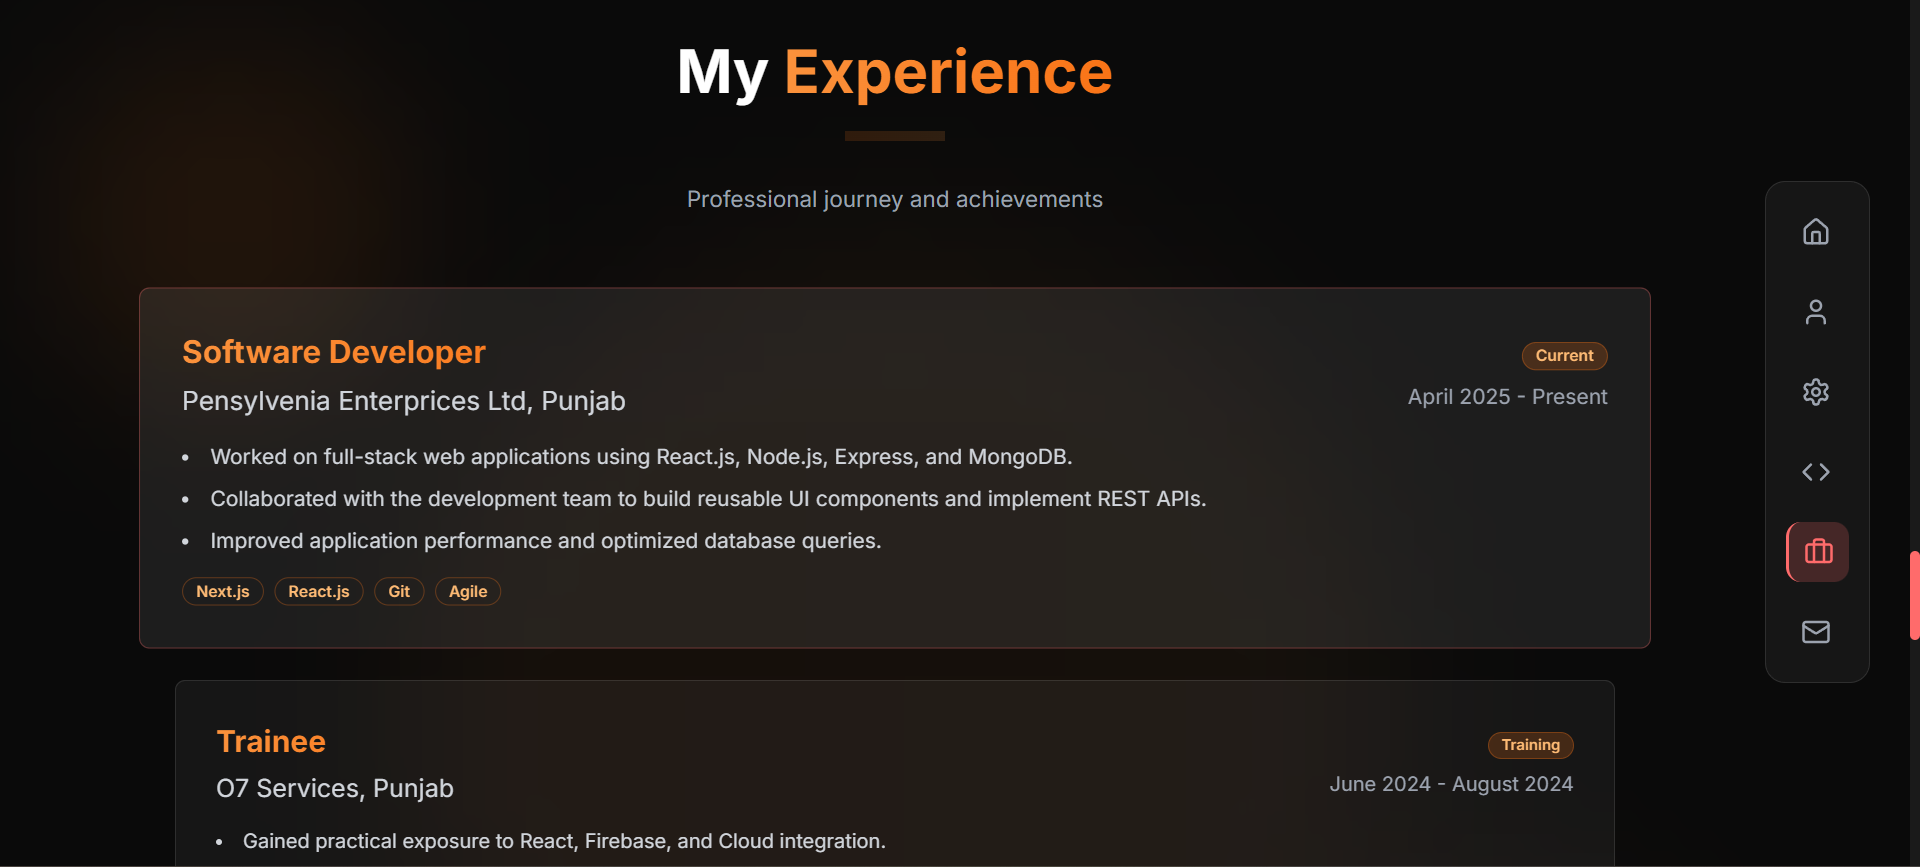 My Experience
Professional journey and achievements
Software Developer
Current
Pensylvenia Enterprices Ltd, Punjab
April 2025 - Present
• Worked on full-stack web applications using React.js, Node.js, Express, and MongoDB.
• Collaborated with the development team to build reusable UI components and implement REST APIs.
• Improved application performance and optimized database queries.
Next.js React.js Git Agile
Trainee
Training
O7 Services, Punjab
June 2024 - August 2024
• Gained practical exposure to React, Firebase, and Cloud integration.